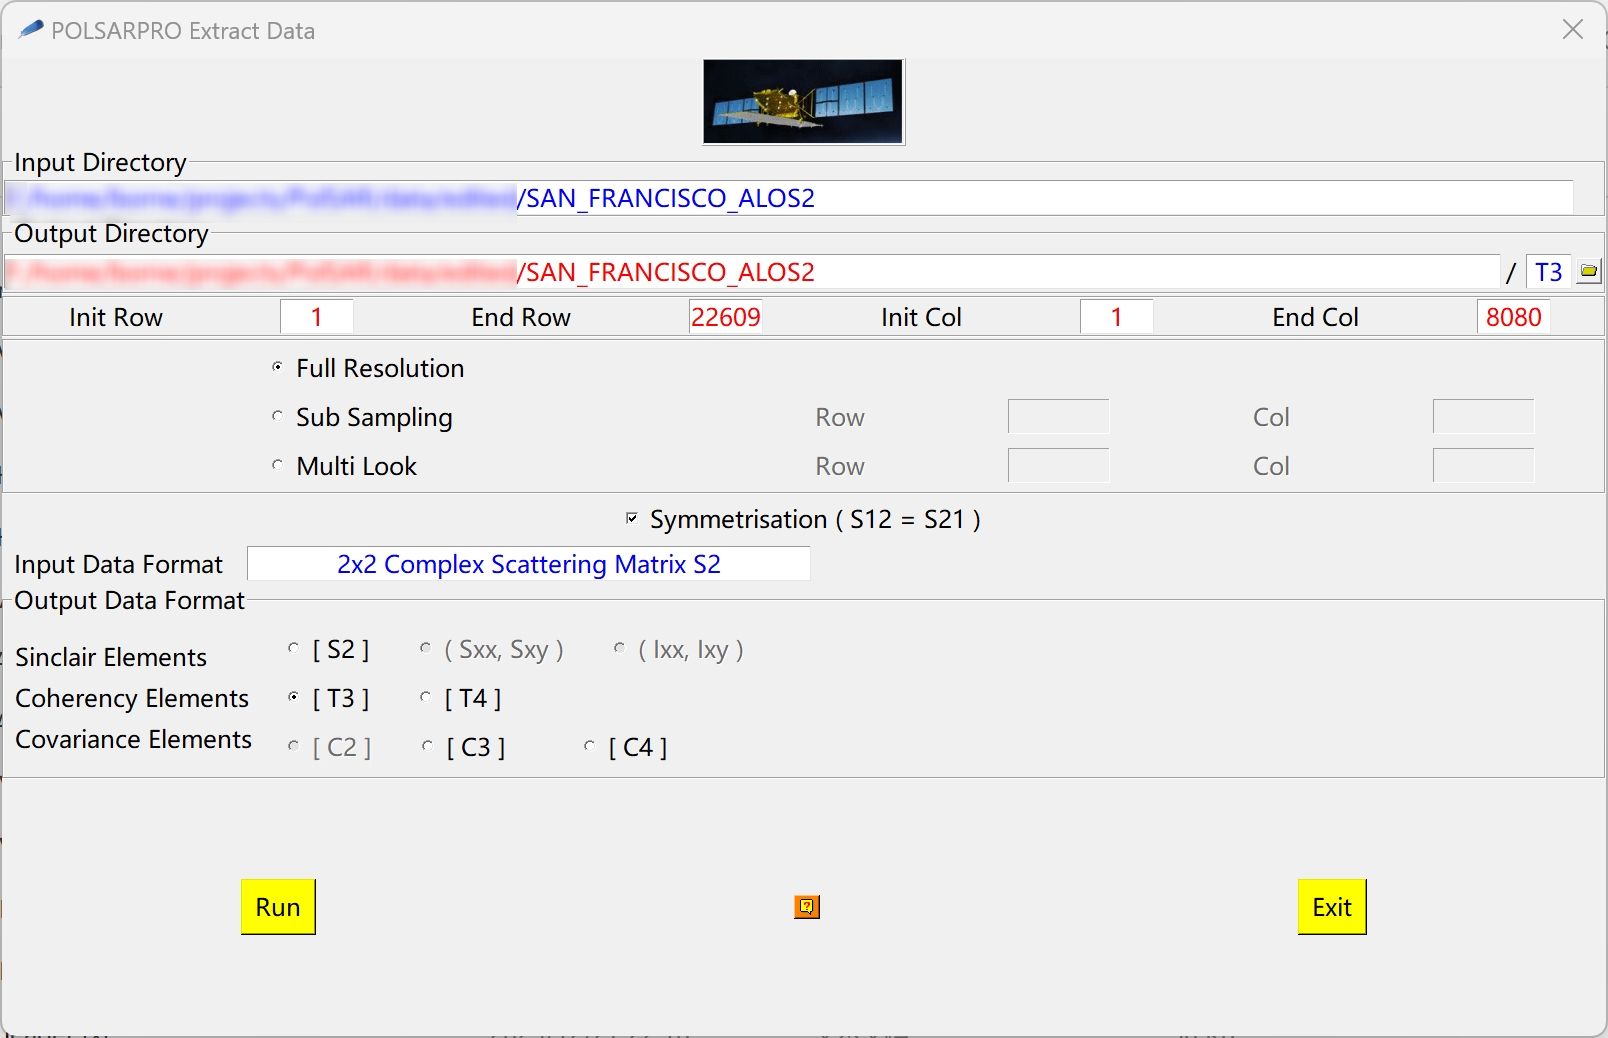 POLSARPRO Extract Data
Input Directory
/SAN_FRANCISCO_ALOS2
Output Directory
/SAN_FRANCISCO_ALOS2 / T3
Init Row 1 End Row 22609 Init Col 1 End Col 8080
Full Resolution
Sub Sampling Row Col
Multi Look Row Col
Symmetrisation ( S12 = S21 )
Input Data Format 2x2 Complex Scattering Matrix S2
Output Data Format
Sinclair Elements [ S2 ] ( Sxx, Sxy ) ( Ixx, Ixy )
Coherency Elements [ T3 ] [ T4 ]
Covariance Elements [ C2 ] [ C3 ] [ C4 ]
Run ? Exit